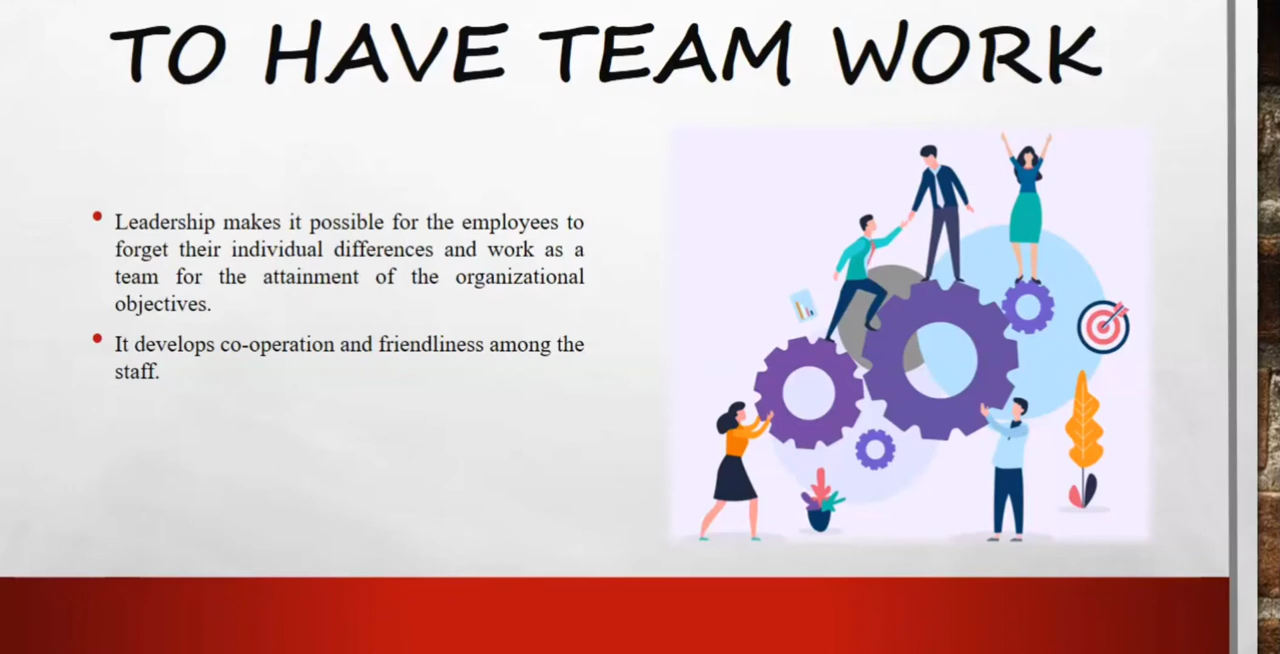 TO HAVE TEAM WORK
• Leadership makes it possible for the employees to
forget their individual differences and work as a
team for the attainment of the organizational
objectives.
• It develops co-operation and friendliness among the
staff.